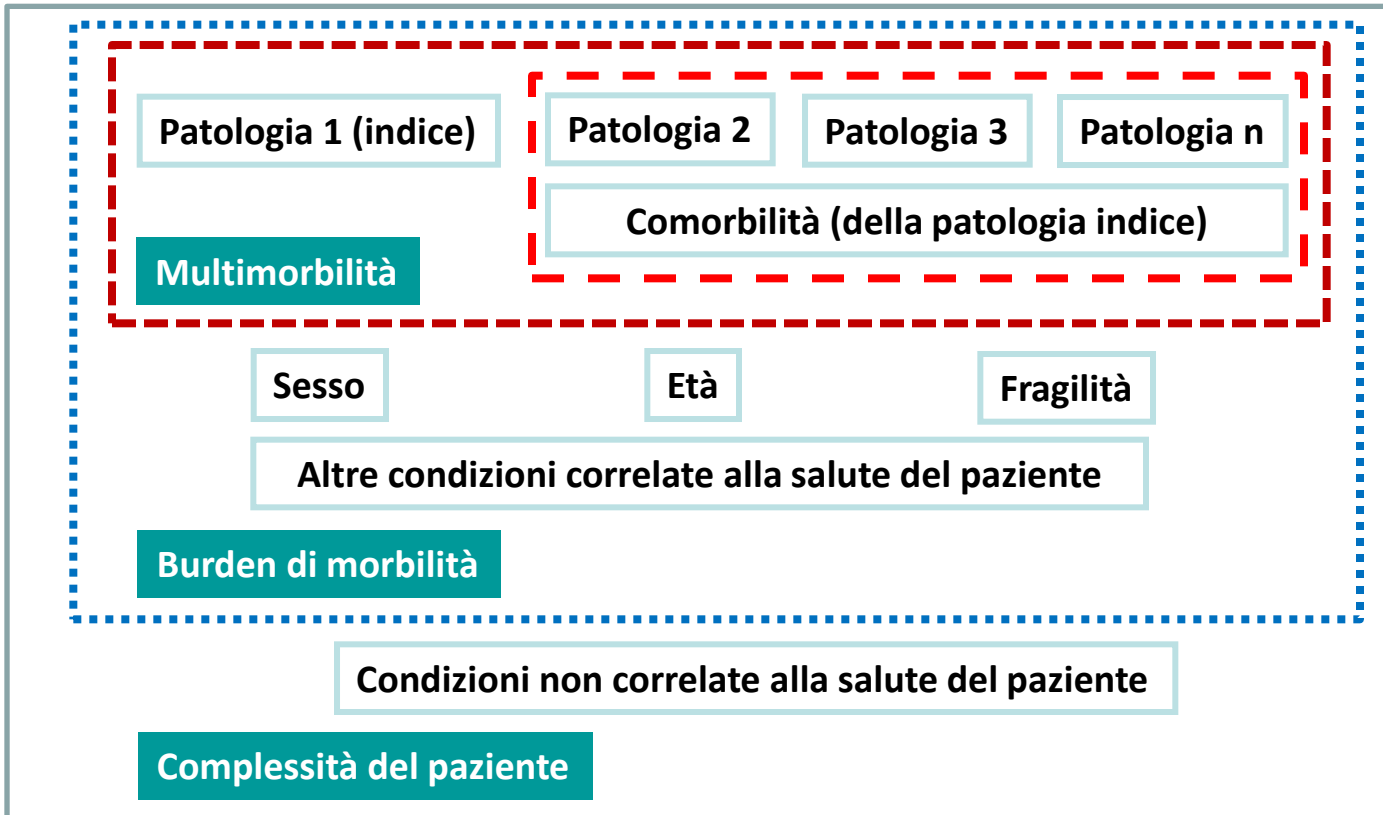 Patologia 1 (indice)
Patologia 2
Patologia 3
Patologia n
Comorbilità (della patologia indice)
Multimorbilità
Sesso
Età
Fragilità
Altre condizioni correlate alla salute del paziente
Burden di morbilità
Condizioni non correlate alla salute del paziente
Complessità del paziente